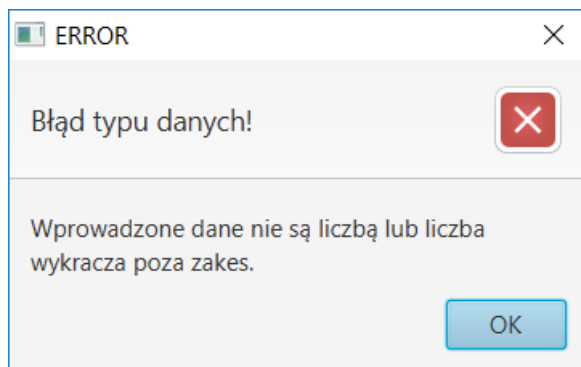 ERROR
Błąd typu danych!
Wprowadzone dane nie są liczbą lub liczba
wykracza poza zakes.
OK